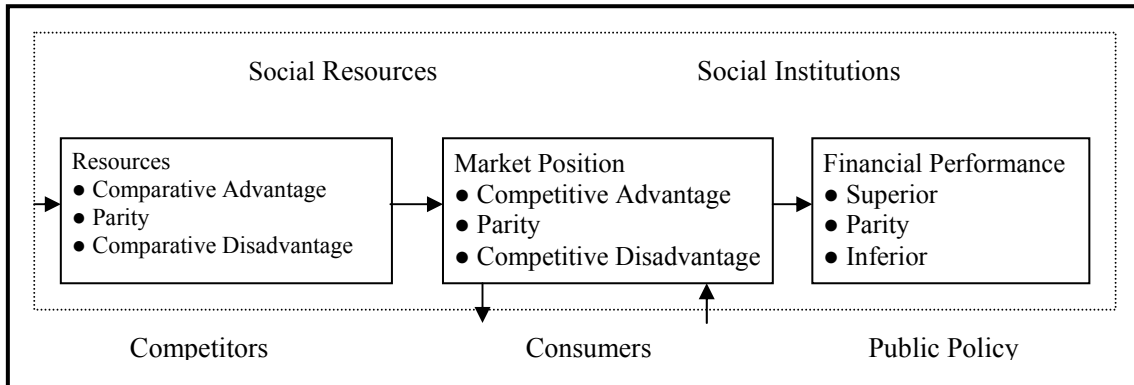 Social Resources Social Institutions
Resources
● Comparative Advantage
● Parity
● Comparative Disadvantage
Market Position
● Competitive Advantage
● Parity
● Competitive Disadvantage
Financial Performance
● Superior
● Parity
● Inferior
Competitors Consumers Public Policy